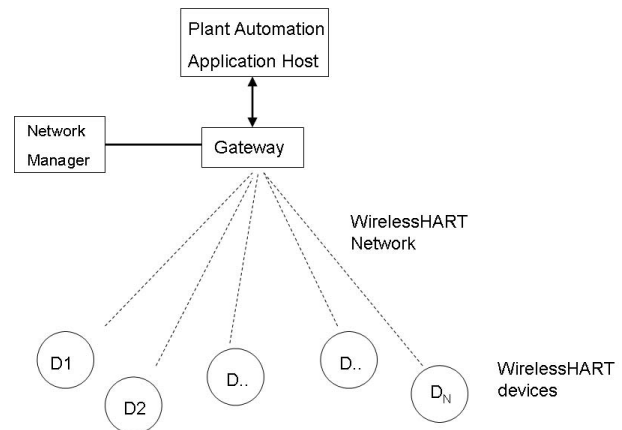 Plant Automation
Application Host
Network
Manager
Gateway
WirelessHART
Network
D1
D2
D..
D..
DN
WirelessHART
devices